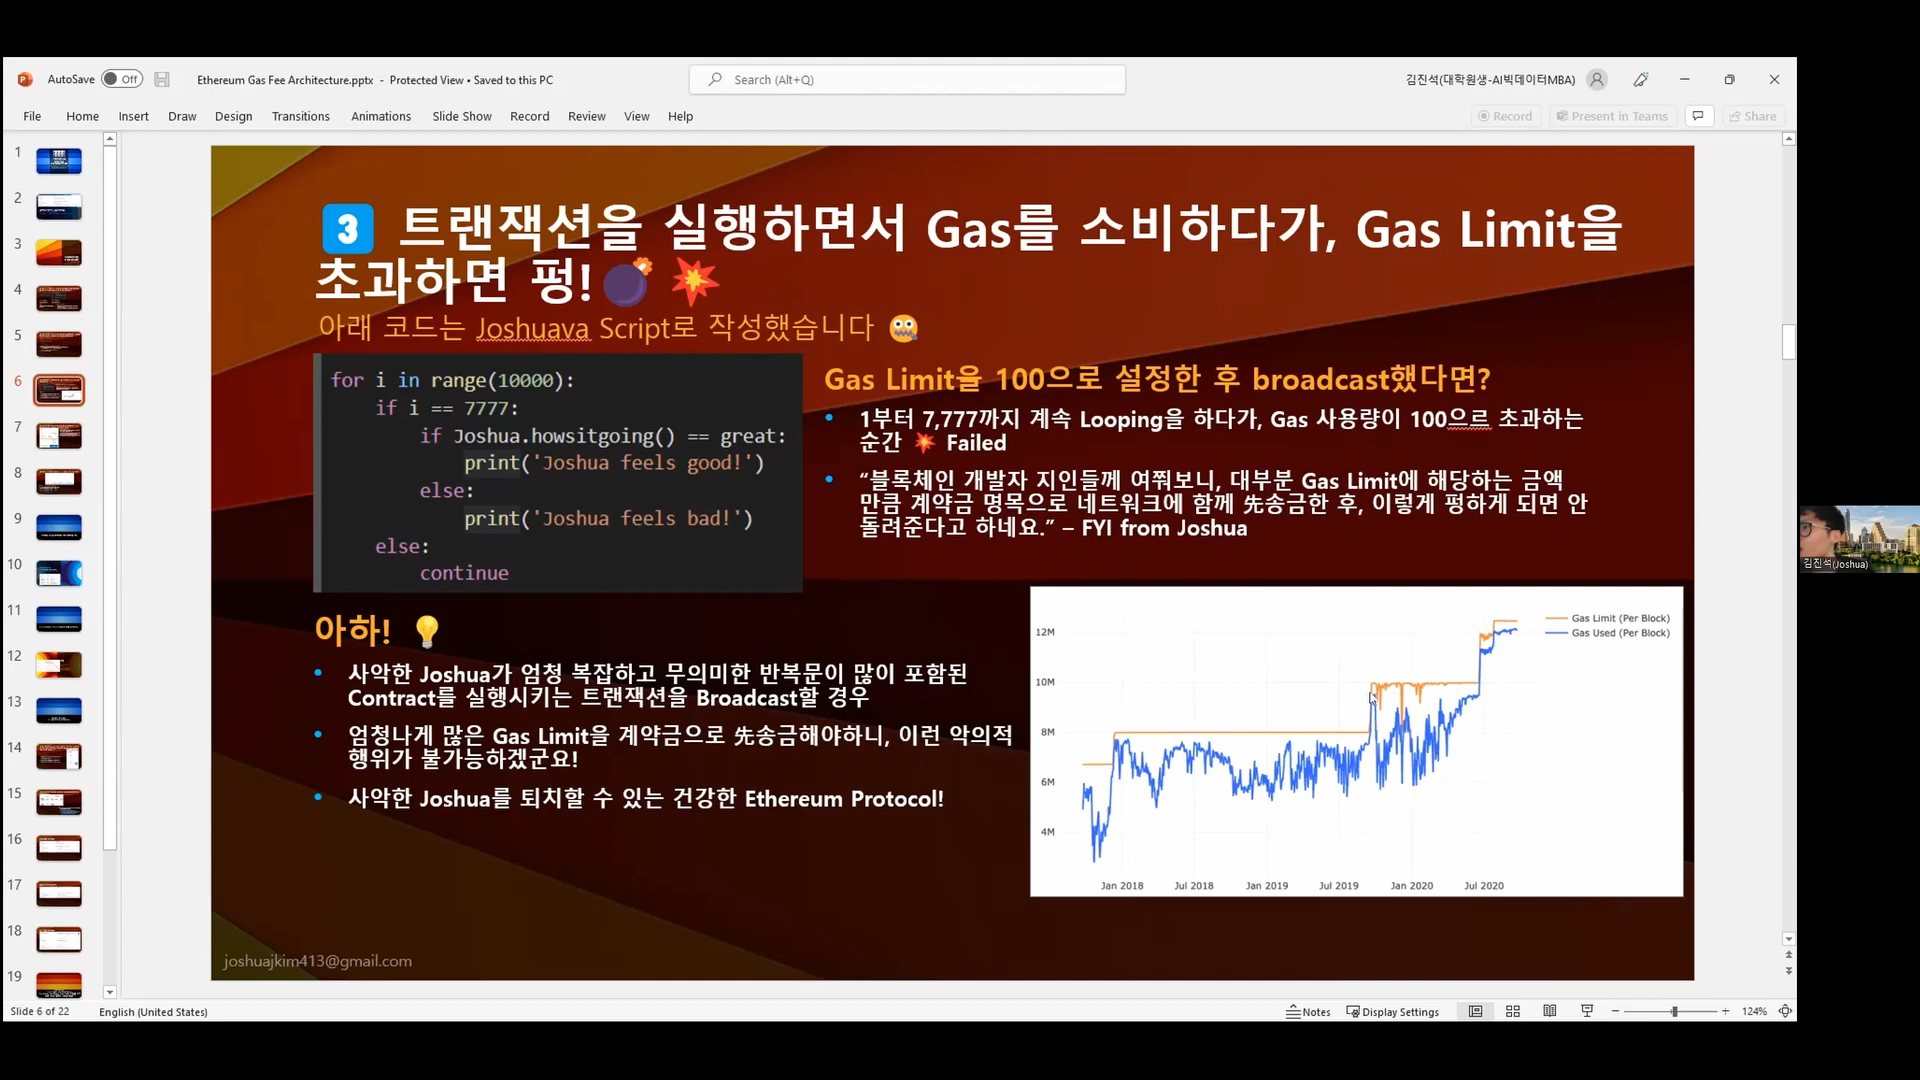 AutoSave Off
Ethereum Gas Fee Architecture.pptx - Protected View • Saved to this PC
Search (Alt+Q)
김진석(대학원생-AI빅데이터MBA)
File Home Insert Draw Design Transitions Animations Slide Show Record Review View Help
Record Present in Teams Share
1
2
3
4
5
6
7
8
9
10
11
12
13
14
15
16
17
18
19
3 트랜잭션을 실행하면서 Gas를 소비하다가, Gas Limit을
초과하면 펑!
아래 코드는 Joshuava Script로 작성했습니다
for i in range(10000):
if i == 7777:
if Joshua.howsitgoing() == great:
print('Joshua feels good!')
else:
print('Joshua feels bad!')
else:
continue
Gas Limit을 100으로 설정한 후 broadcast했다면?
• 1부터 7,777까지 계속 Looping을 하다가, Gas 사용량이 100으르 초과하는
순간 Failed
• “블록체인 개발자 지인들께 여쭤보니, 대부분 Gas Limit에 해당하는 금액
만큼 계약금 명목으로 네트워크에 함께 先송금한 후, 이렇게 펑하게 되면 안
돌려준다고 하네요.” – FYI from Joshua
아하!
• 사악한 Joshua가 엄청 복잡하고 무의미한 반복문이 많이 포함된
Contract를 실행시키는 트랜잭션을 Broadcast할 경우
• 엄청나게 많은 Gas Limit을 계약금으로 先송금해야하니, 이런 악의적
행위가 불가능하겠군요!
• 사악한 Joshua를 퇴치할 수 있는 건강한 Ethereum Protocol!
Gas Limit (Per Block)
Gas Used (Per Block)
12M
10M
8M
6M
4M
Jan 2018 Jul 2018 Jan 2019 Jul 2019 Jan 2020 Jul 2020
joshuajkim413@gmail.com
김진석(Joshua)
Slide 6 of 22 English (United States)
Notes Display Settings 124%